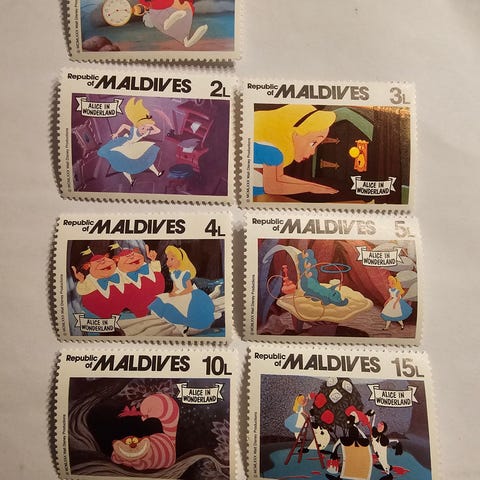 Republic of MALDIVES 2L
ALICE IN
WONDERLAND
Republic of MALDIVES 3L
ALICE IN
WONDERLAND
Republic of MALDIVES 4L
ALICE IN
WONDERLAND
Republic of MALDIVES 5L
ALICE IN
WONDERLAND
Republic of MALDIVES 10L
ALICE IN
WONDERLAND
Republic of MALDIVES 15L
ALICE IN
WONDERLAND